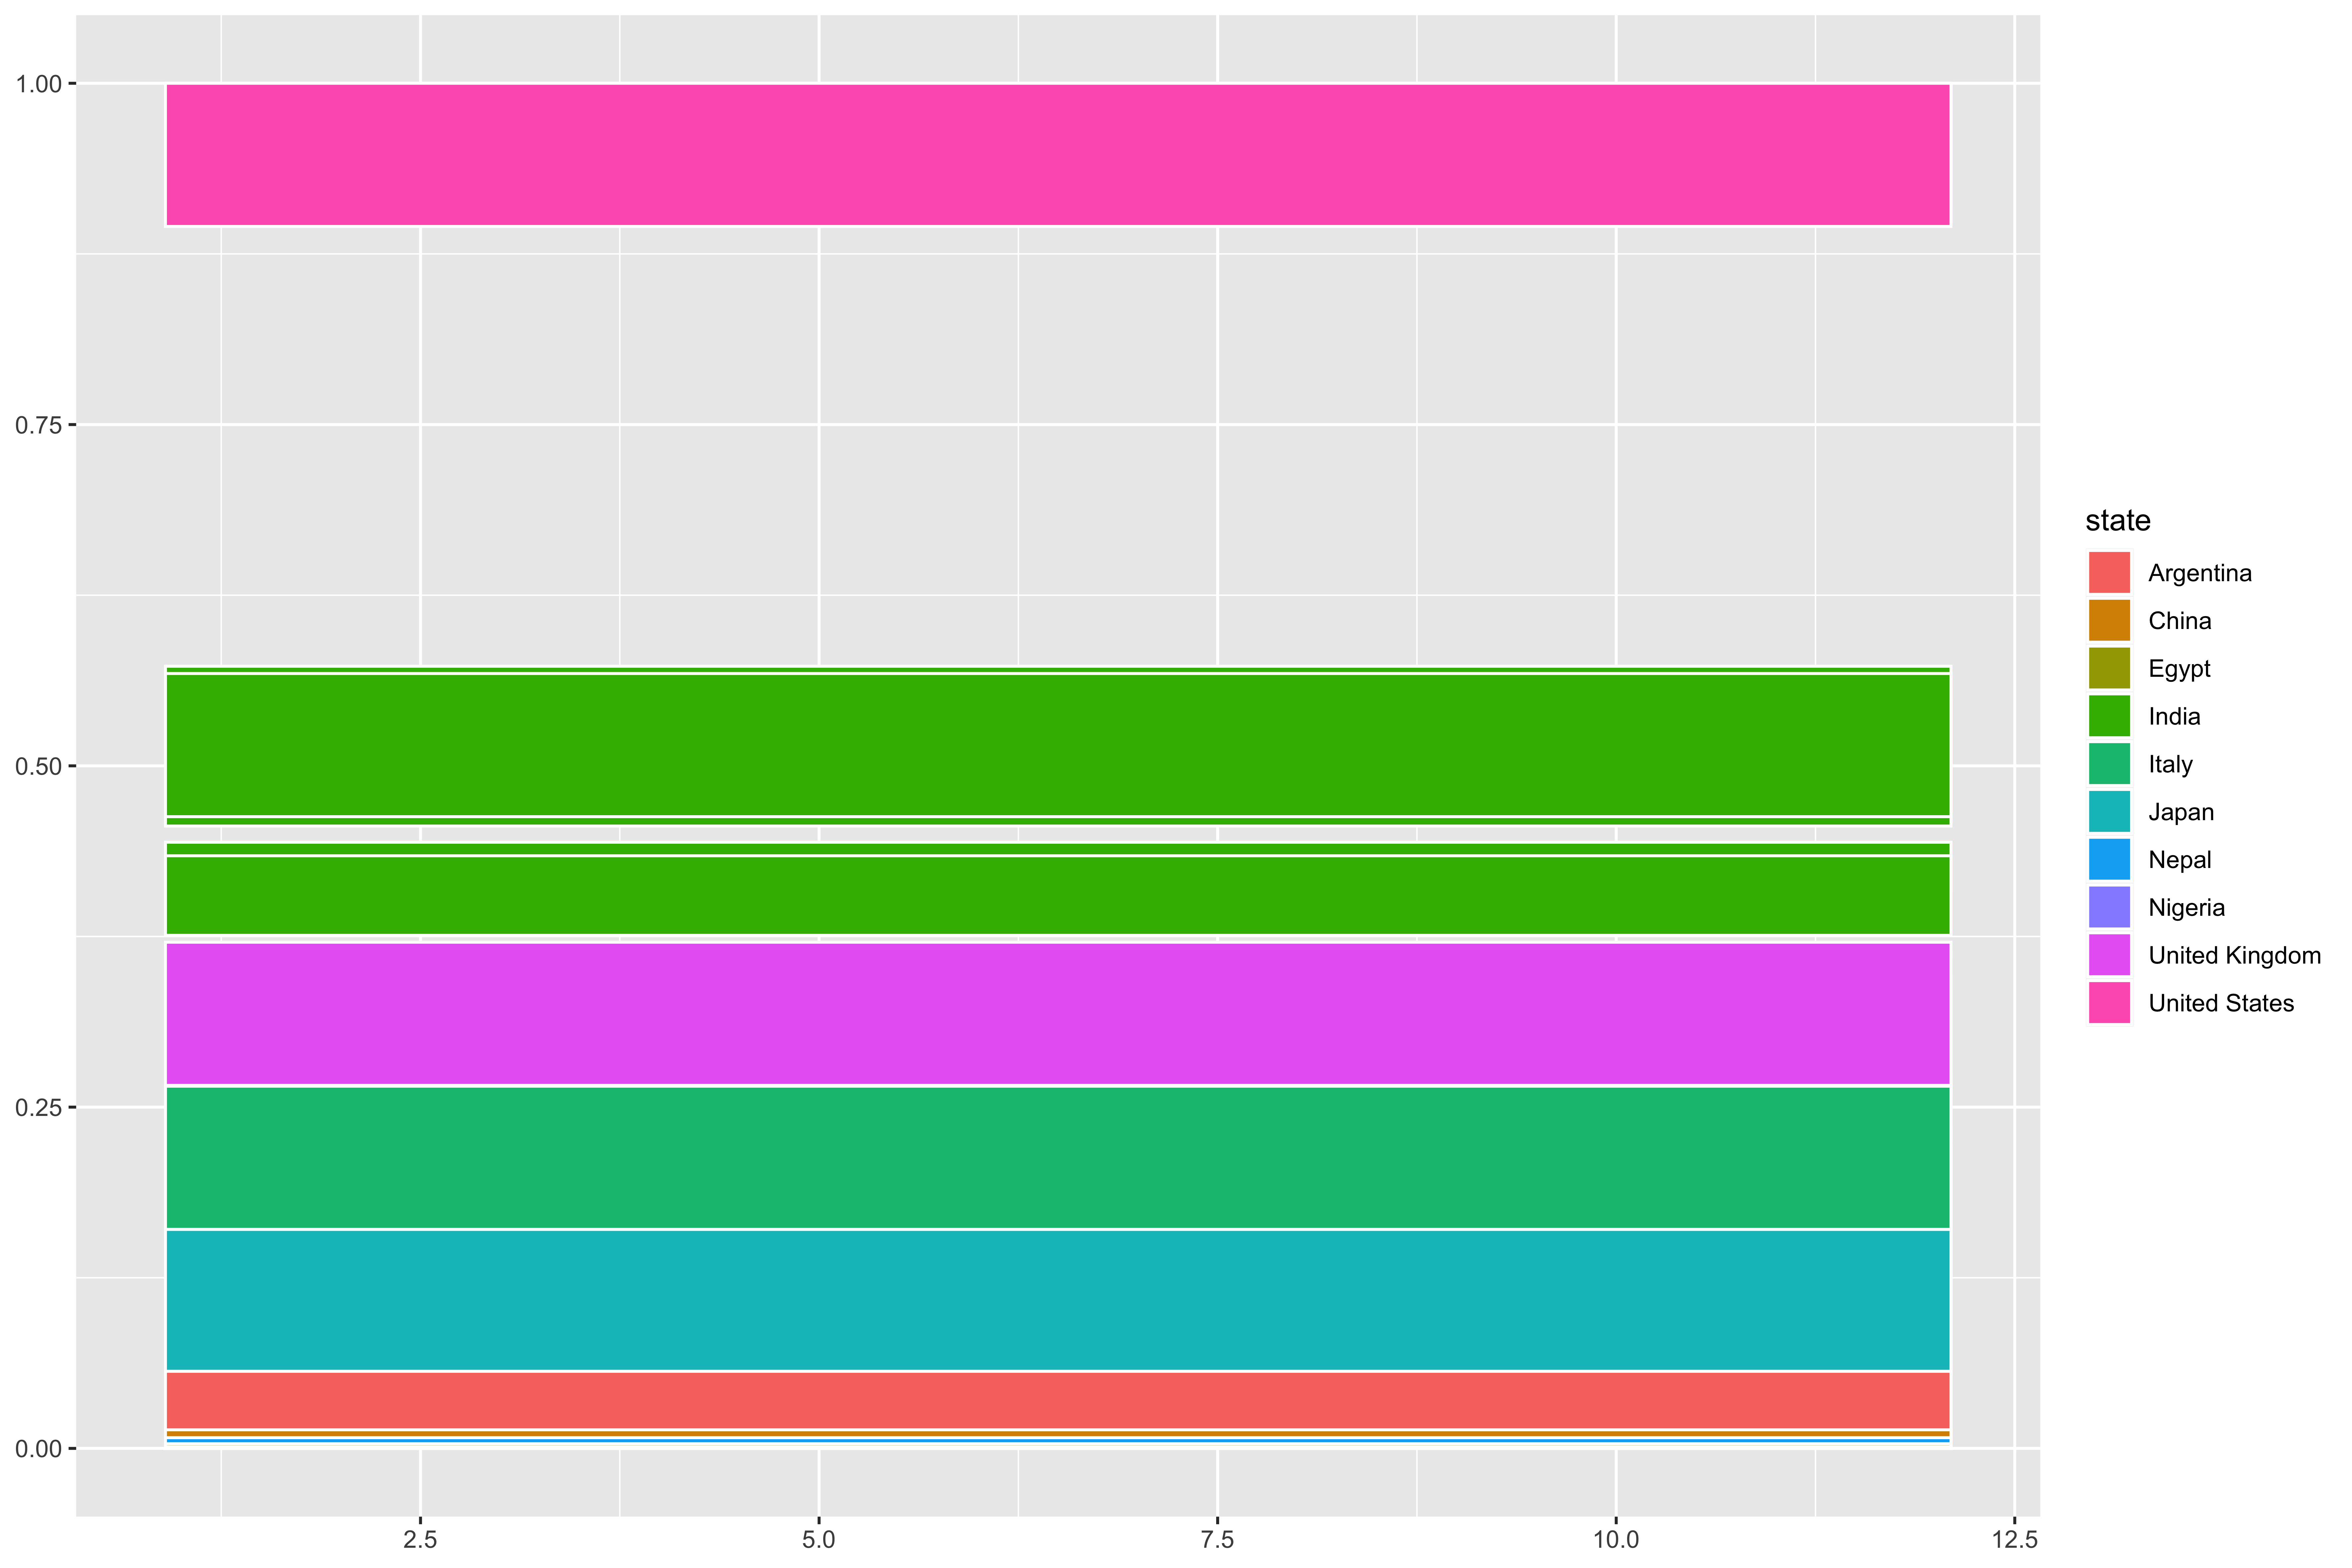 1.00
0.75
0.50
0.25
0.00
2.5 5.0 7.5 10.0 12.5
state
Argentina
China
Egypt
India
Italy
Japan
Nepal
Nigeria
United Kingdom
United States